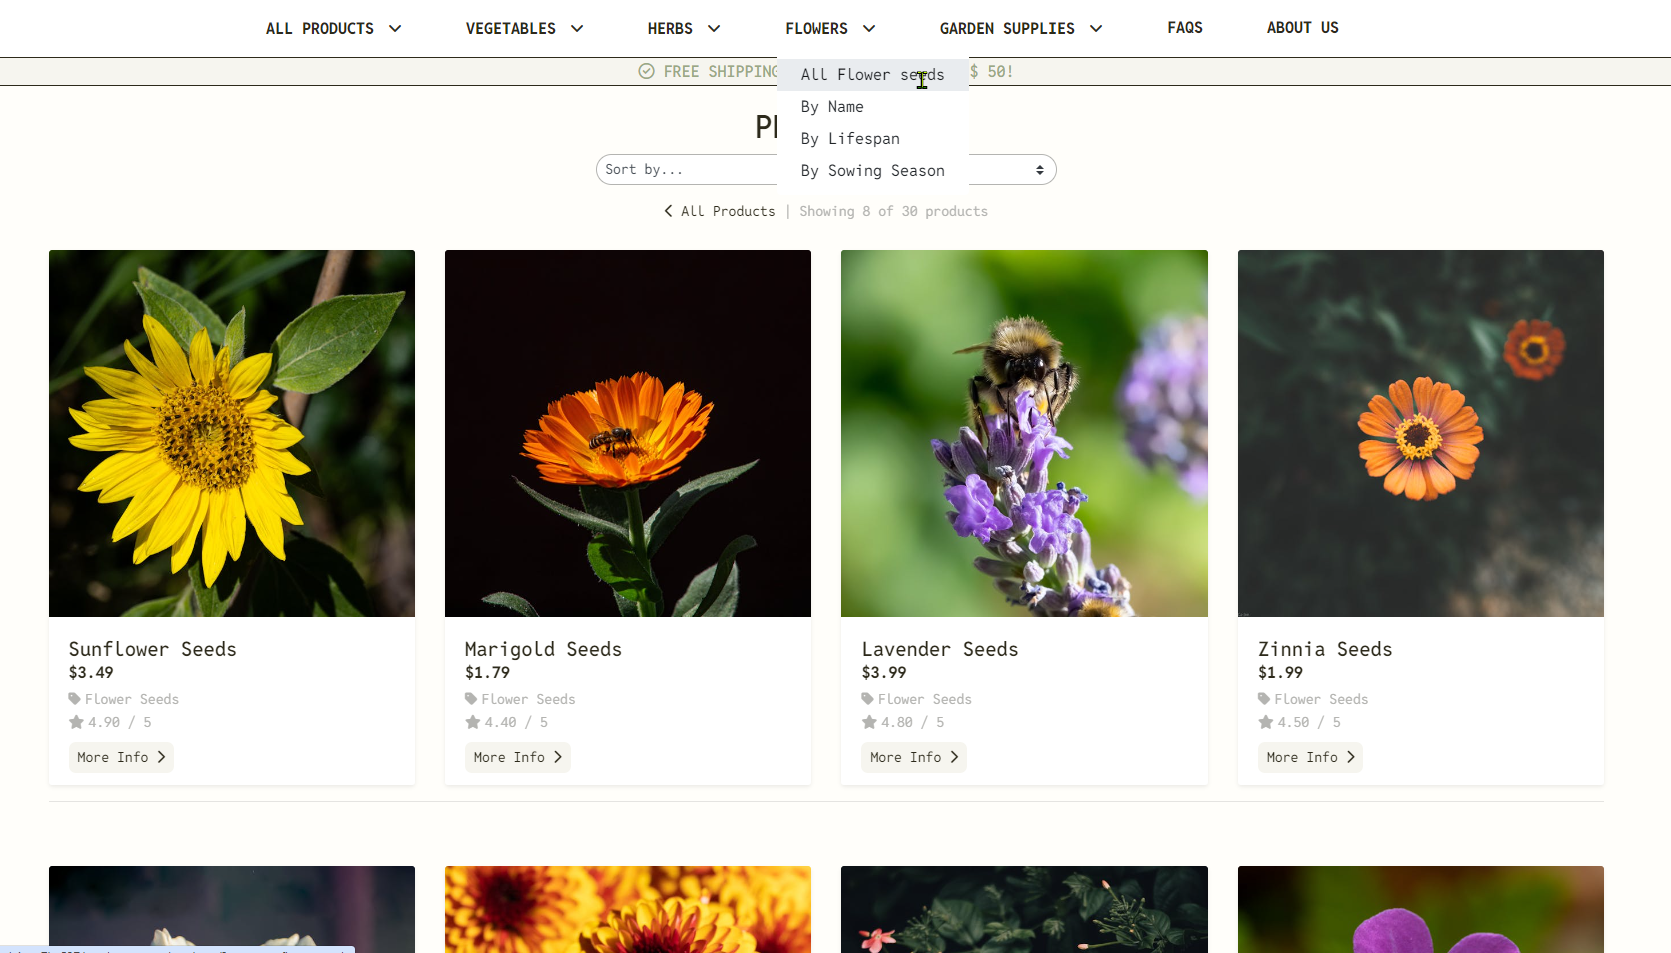 ALL PRODUCTS VEGETABLES HERBS FLOWERS GARDEN SUPPLIES FAQS ABOUT US
FREE SHIPPING $ 50!
All Flower seeds
By Name
By Lifespan
By Sowing Season
Sort by...
All Products | Showing 8 of 30 products
Sunflower Seeds
$3.49
Flower Seeds
4.90 / 5
More Info
Marigold Seeds
$1.79
Flower Seeds
4.40 / 5
More Info
Lavender Seeds
$3.99
Flower Seeds
4.80 / 5
More Info
Zinnia Seeds
$1.99
Flower Seeds
4.50 / 5
More Info